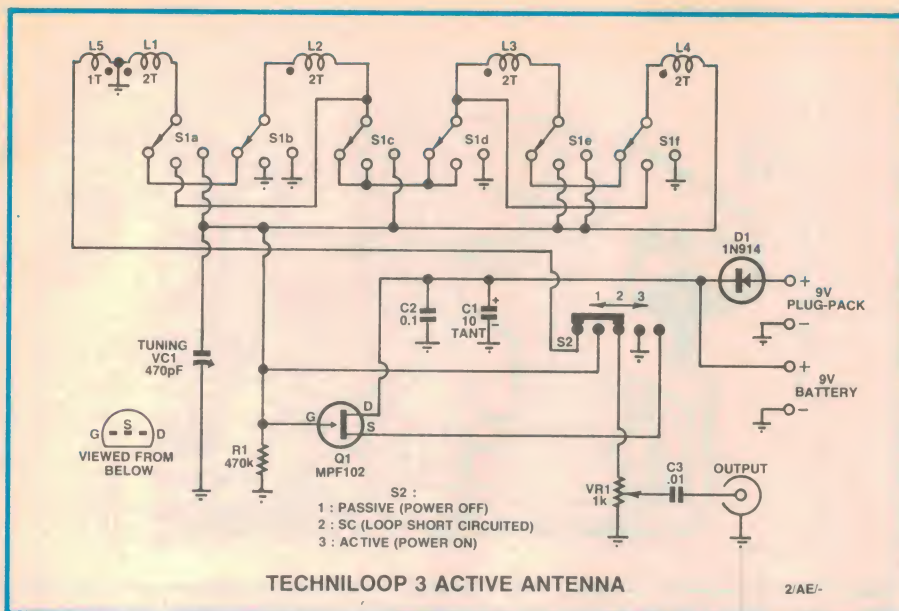 L5
1T
L1
2T
L2
2T
L3
2T
L4
2T
S1a
S1b
S1c
S1d
S1e
S1f
D1
1N914
+
9V
PLUG-PACK
-
+
9V
BATTERY
-
1
2
3
C2
0.1
C1
10
TANT
+
-
S2
TUNING
VC1
470pF
G
S
D
VIEWED FROM
BELOW
R1
470k
G
D
S
Q1
MPF102
VR1
1k
C3
.01
OUTPUT
S2 :
1 : PASSIVE (POWER OFF)
2 : SC (LOOP SHORT CIRCUITED)
3 : ACTIVE (POWER ON)
TECHNILOOP 3 ACTIVE ANTENNA
2/AE/-